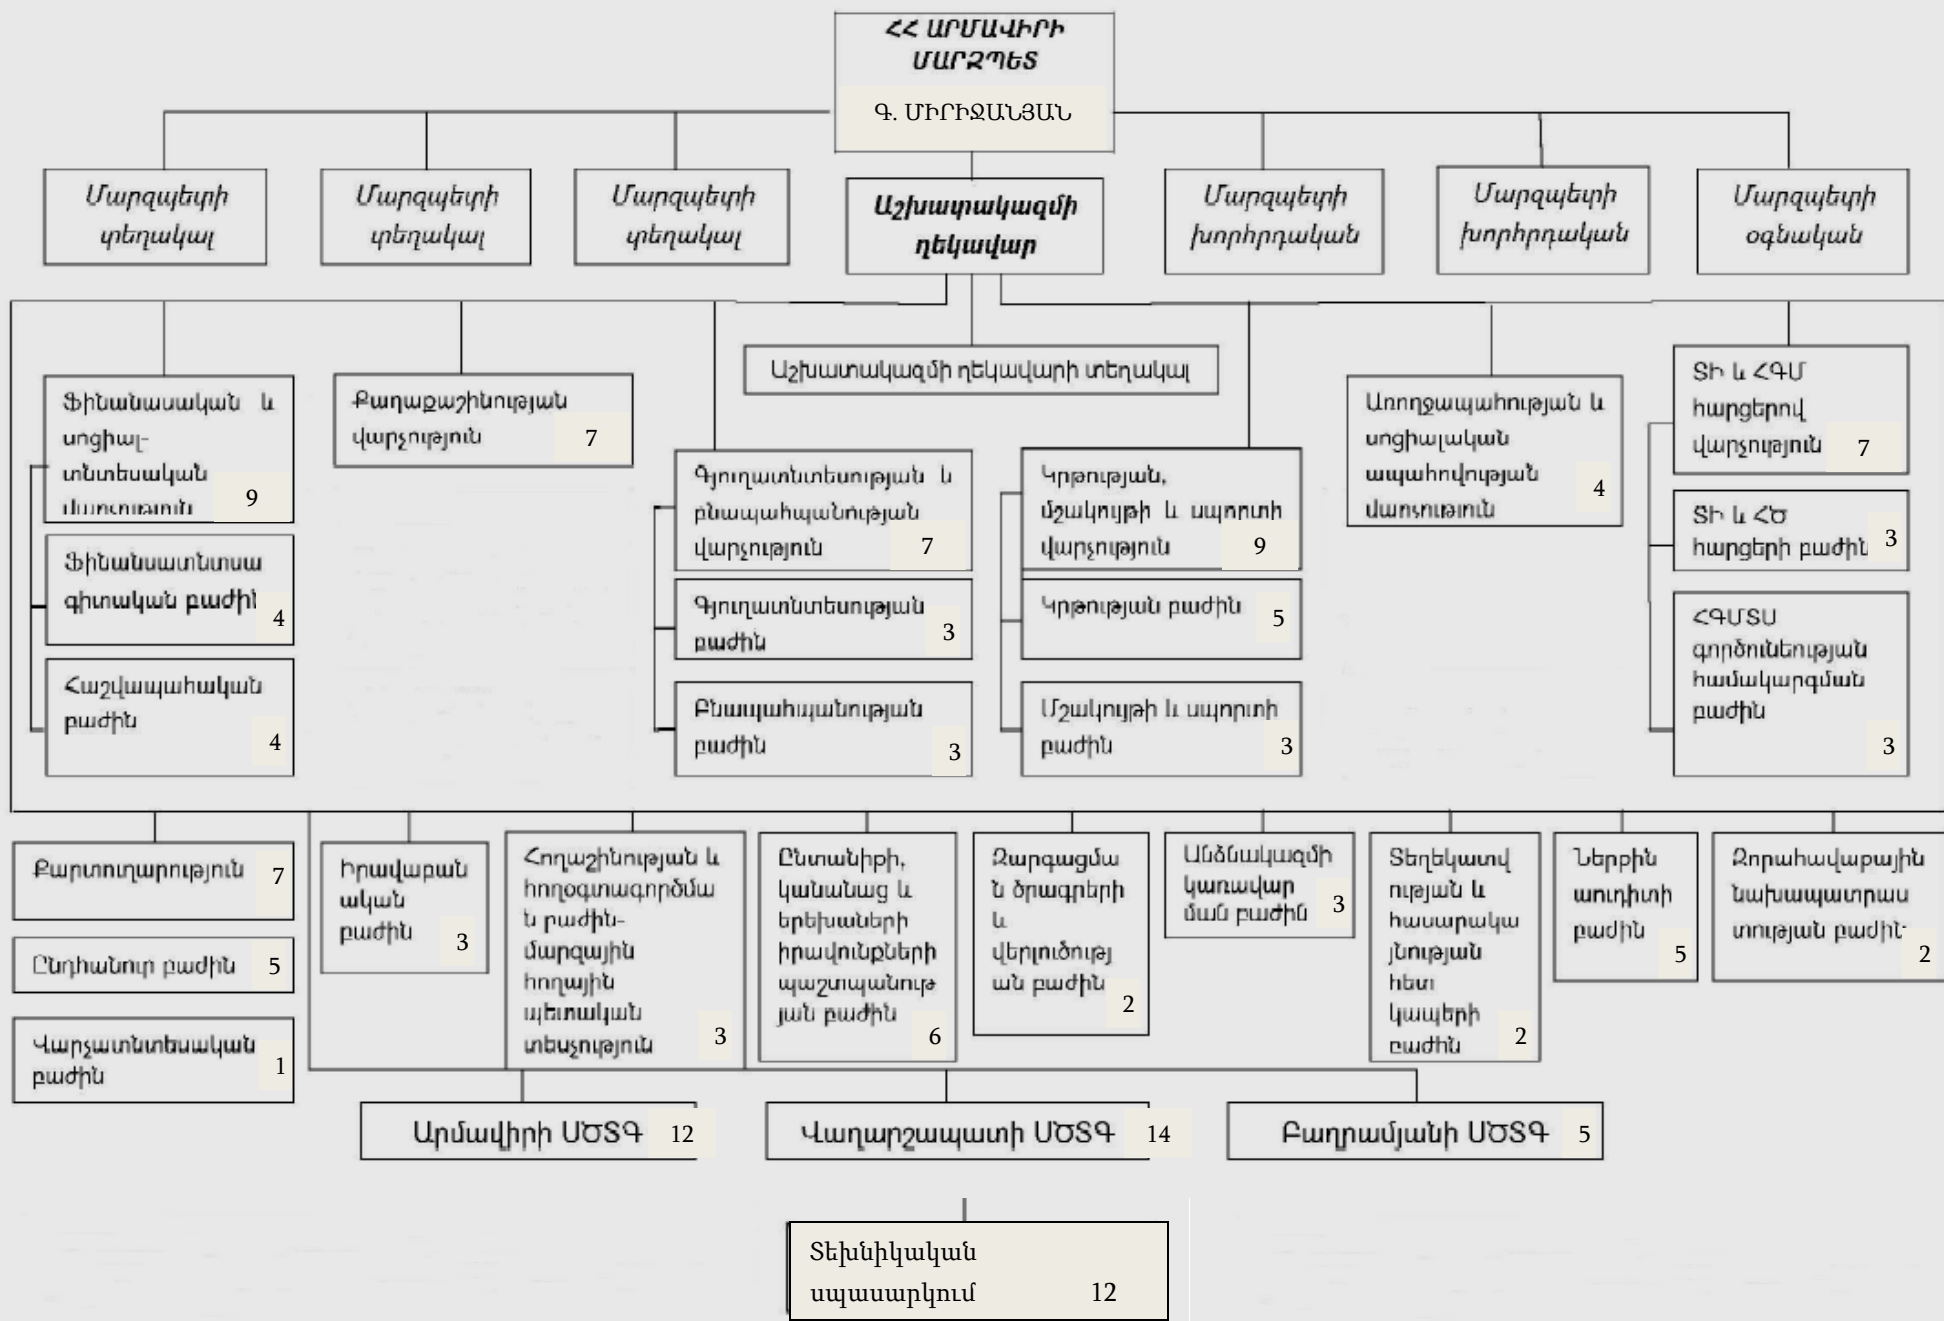 ՀՀ ԱՐՄԱՎԻՐԻ
ՄԱՐԶՊԵՏ
Գ. ՄԻՐԻՋԱՆՅԱՆ
Մարզպետի
տեղակալ
Մարզպետի
տեղակալ
Մարզպետի
տեղակալ
Աշխատակազմի
ղեկավար
Մարզպետի
խորհրդական
Մարզպետի
խորհրդական
Մարզպետի
օգնական
Աշխատակազմի ղեկավարի տեղակալ
Ֆինանսական և
սոցիալ-
տնտեսական
վարչություն 9
Ֆինանսատնտսա
գիտական բաժին 4
Հաշվապահական
բաժին
4
Քաղաքաշինության
վարչություն 7
Գյուղատնտեսության և
բնապահպանության
վարչություն 7
Գյուղատնտեսության
բաժին 3
Բնապահպանության
բաժին 3
Կրթության,
մշակույթի և սպորտի
վարչություն 9
Կրթության բաժին 5
Մշակույթի և սպորտի
բաժին 3
Առողջապահության և
սոցիալական
ապահովության
վարչություն 4
ՏԻ և ՀԳՄ
հարցերով
վարչություն 7
ՏԻ և ՀԾ
հարցերի բաժին 3
ՀԳՄՏՍ
գործունեության
համակարգման
բաժին
3
Քարտուղարություն 7
Ընդհանուր բաժին 5
Վարչատնտեսական
բաժին 1
Իրավաբան
ական
բաժին 3
Հողաշինության և
հողօգտագործմա
ն բաժին-
մարզային
հողային
պետական
տեսչություն 3
Ընտանիքի,
կանանաց և
երեխաների
իրավունքների
պաշտպանութ
յան բաժին 6
Զարգացմա
ն ծրագրերի
և
վերլուծությ
ան բաժին 2
Անձնակազմի
կառավար
ման բաժին 3
Տեղեկատվ
ության և
հասարակա
յնության
հետ
կապերի
բաժին 2
Ներքին
աուդիտի
բաժին 5
Զորահավաքային
նախապատրաս
տության բաժին 2
Արմավիրի ՍԾՏԳ 12
Վաղարշապատի ՍԾՏԳ 14
Բաղրամյանի ՍԾՏԳ 5
Տեխնիկական
սպասարկում 12